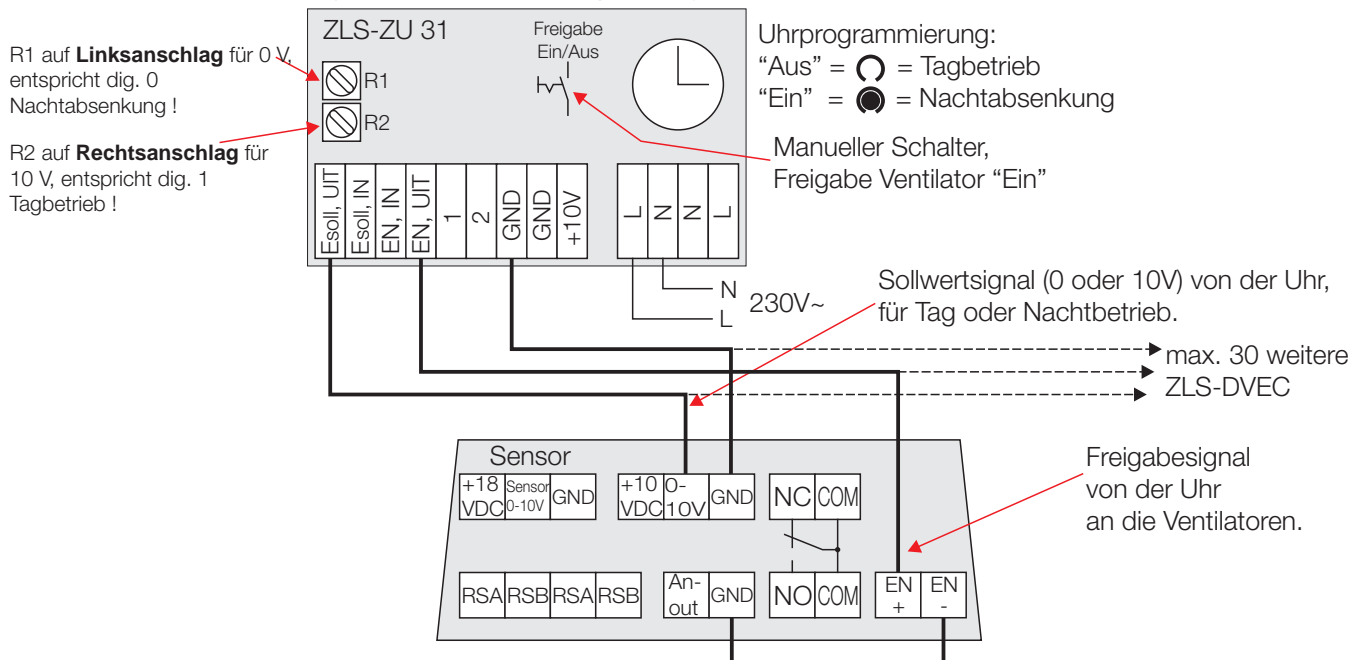 ZLS-ZU 31
Freigabe
Ein/Aus
R1
R2
R1 auf Linksanschlag für 0 V,
entspricht dig. 0
Nachtabsenkung !
R2 auf Rechtsanschlag für
10 V, entspricht dig. 1
Tagbetrieb !
Uhrprogrammierung:
“Aus” = = Tagbetrieb
“Ein” = = Nachtabsenkung
Manueller Schalter,
Freigabe Ventilator “Ein”
Esoll, UIT
Esoll, IN
EN, IN
EN, UIT
1
2
GND
GND
+10V
L
N
N
L
N
L
230V~
Sollwertsignal (0 oder 10V) von der Uhr,
für Tag oder Nachtbetrieb.
max. 30 weitere
ZLS-DVEC
Sensor
+18
VDC
Sensor
0-10V
GND
+10
VDC
0-
10V
GND
NC
COM
Freigabesignal
von der Uhr
an die Ventilatoren.
RSA
RSB
RSA
RSB
An-
out
GND
NO
COM
EN
+
EN
-